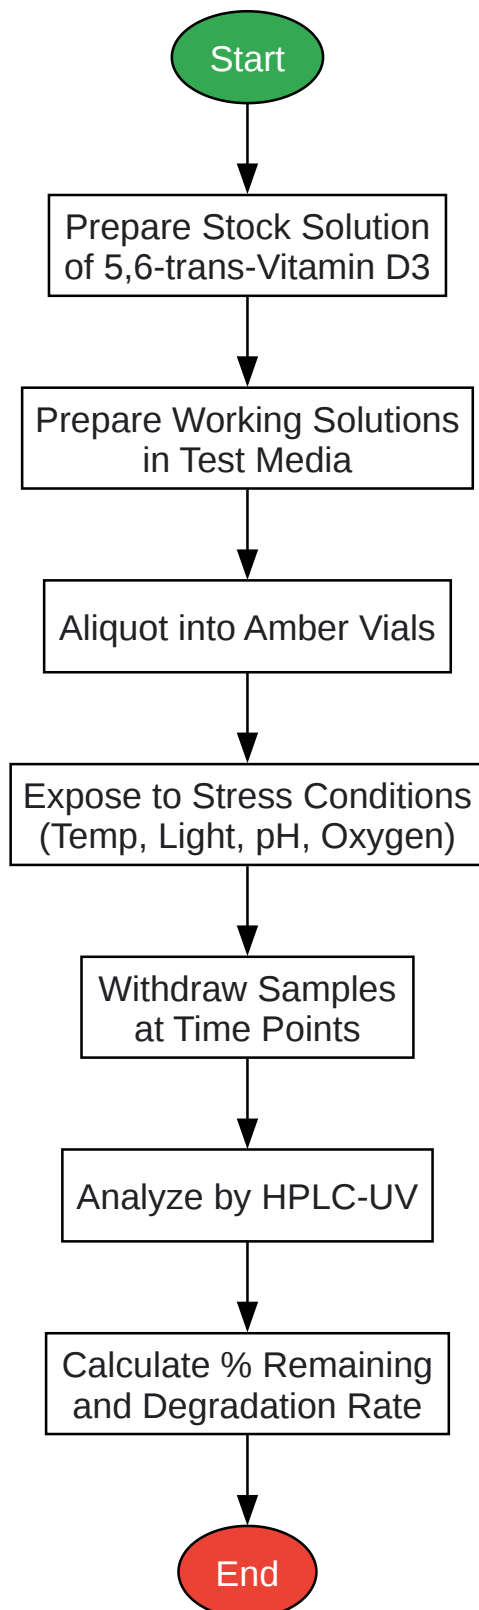 Start
Prepare Stock Solution
of 5,6-trans-Vitamin D3
Prepare Working Solutions
in Test Media
Aliquot into Amber Vials
Expose to Stress Conditions
(Temp, Light, pH, Oxygen)
Withdraw Samples
at Time Points
Analyze by HPLC-UV
Calculate % Remaining
and Degradation Rate
End